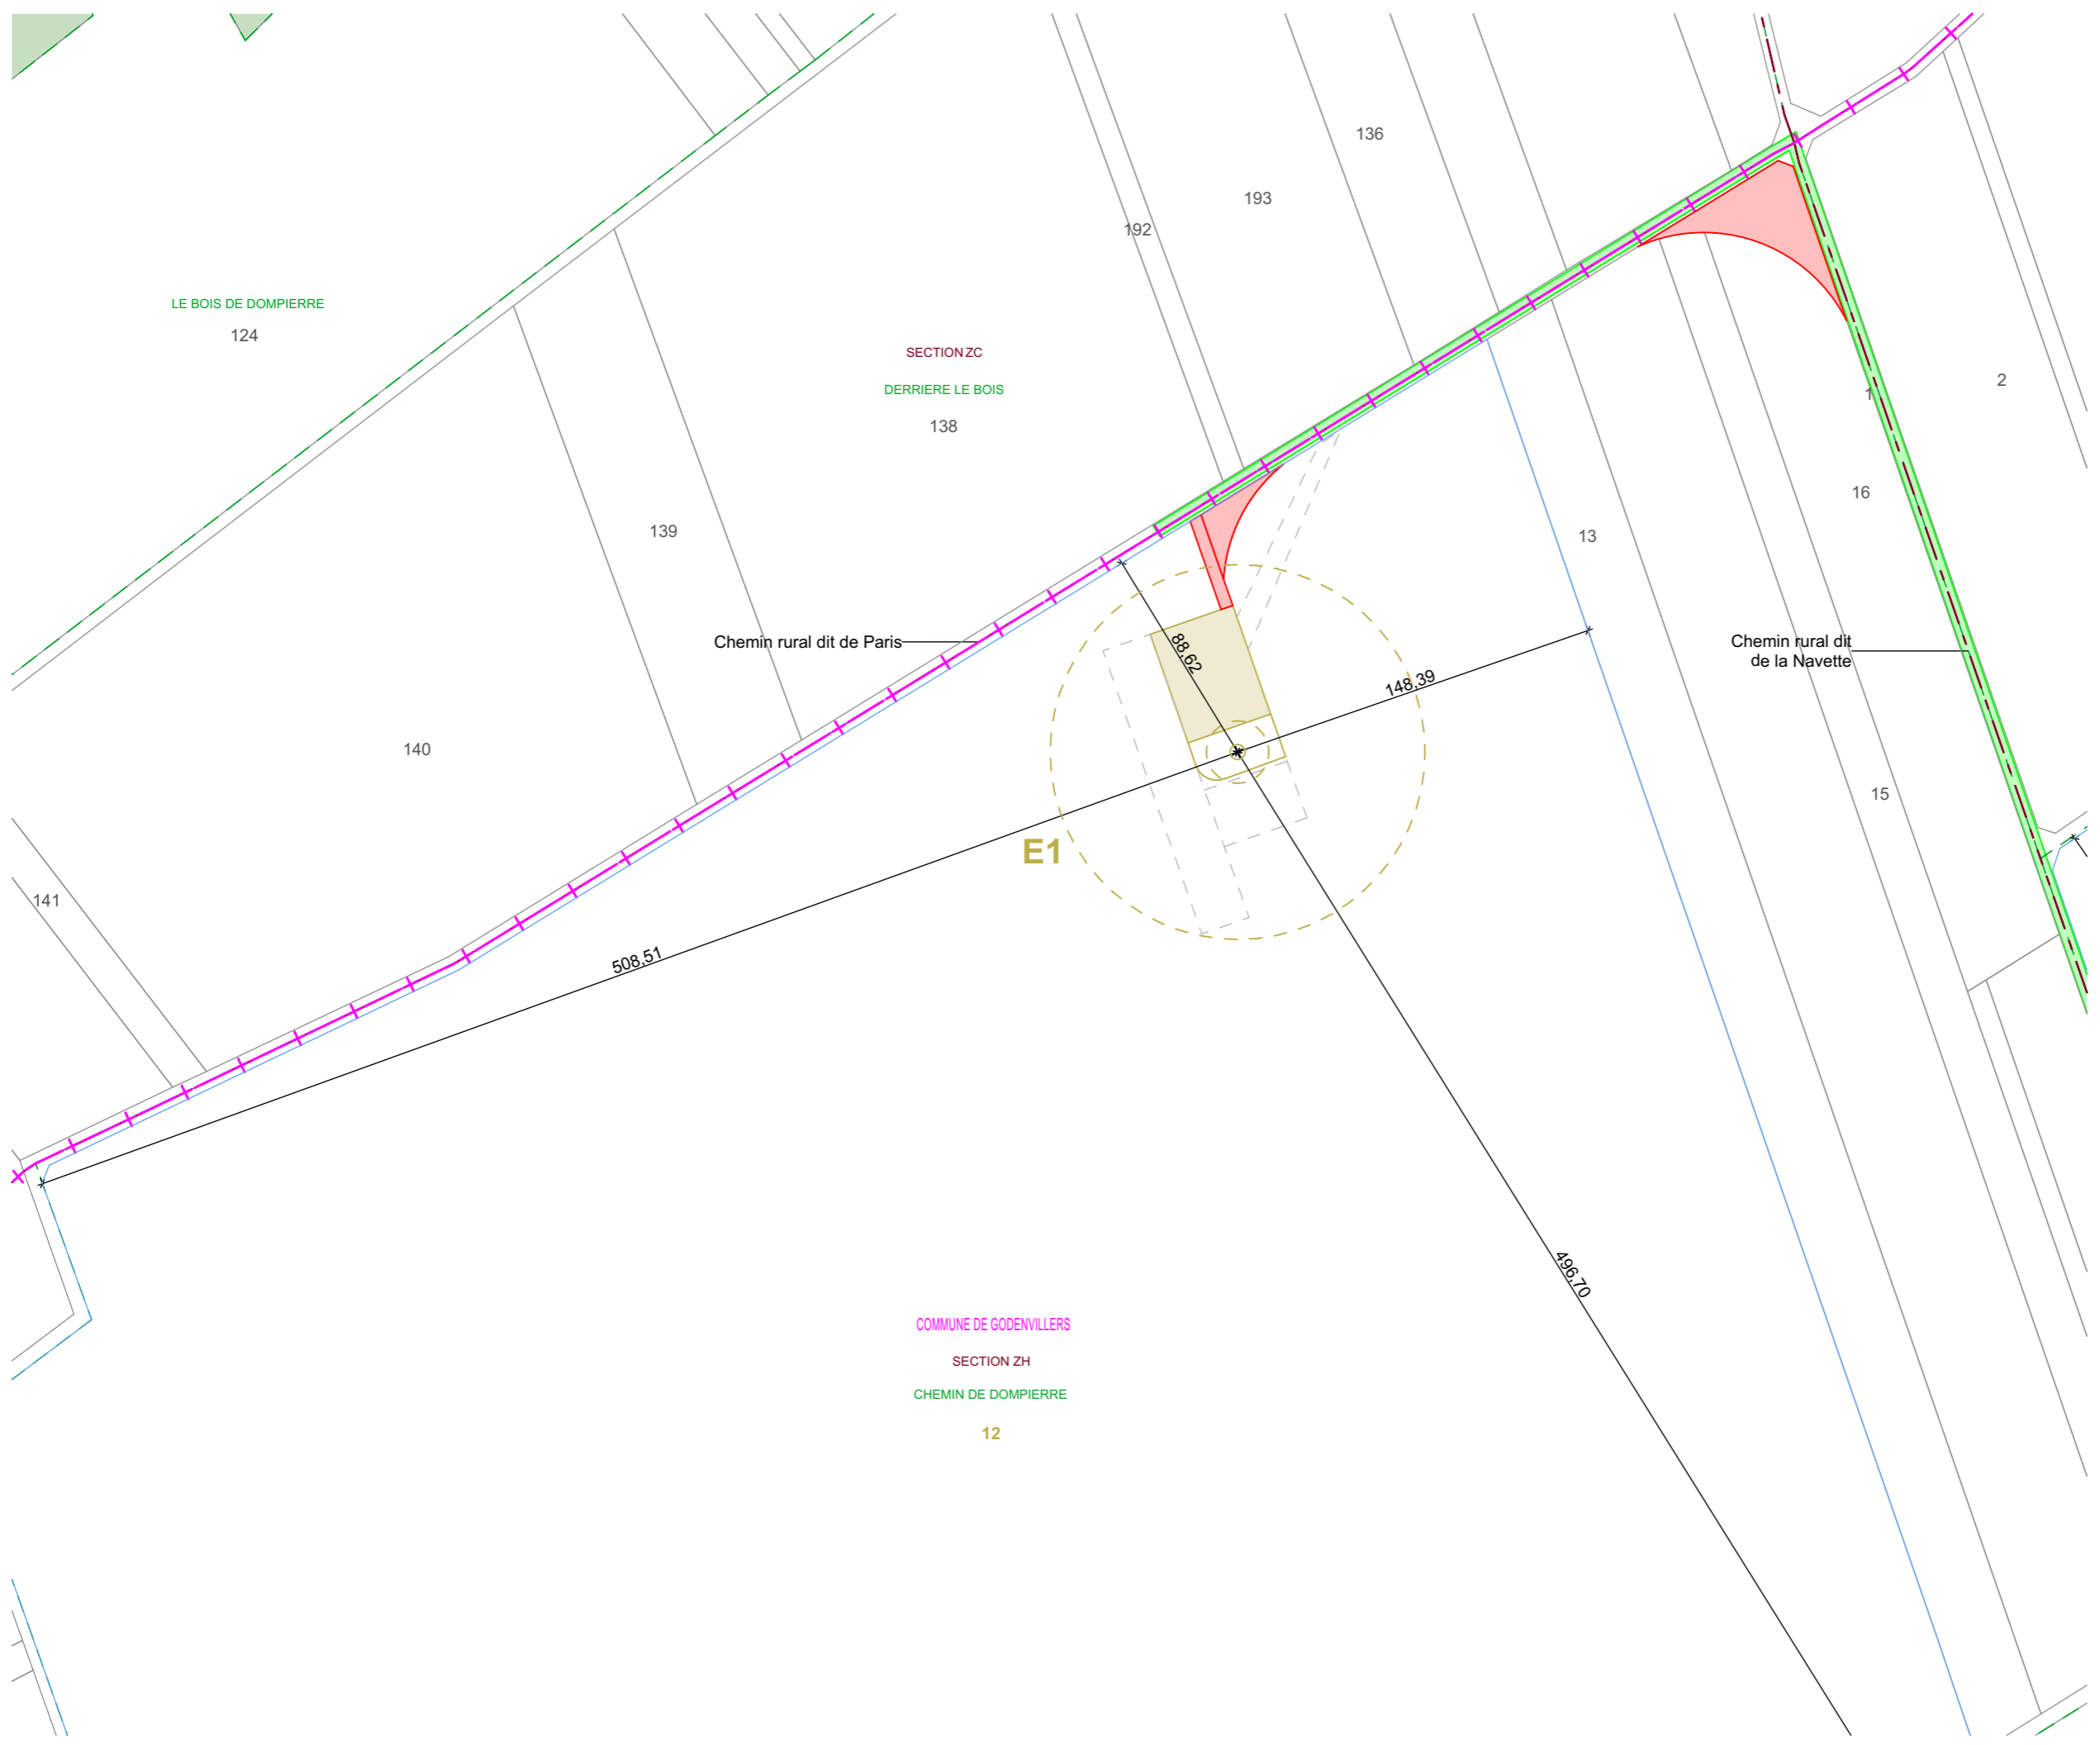 136
193
192
LE BOIS DE DOMPIERRE
124
SECTION ZC
DERRIERE LE BOIS
138
1
2
16
139
13
Chemin rural dit de Paris
88,62
148,39
Chemin rural dit
de la Navette
140
15
E1
141
508,51
496,70
COMMUNE DE GODENVILLERS
SECTION ZH
CHEMIN DE DOMPIERRE
12